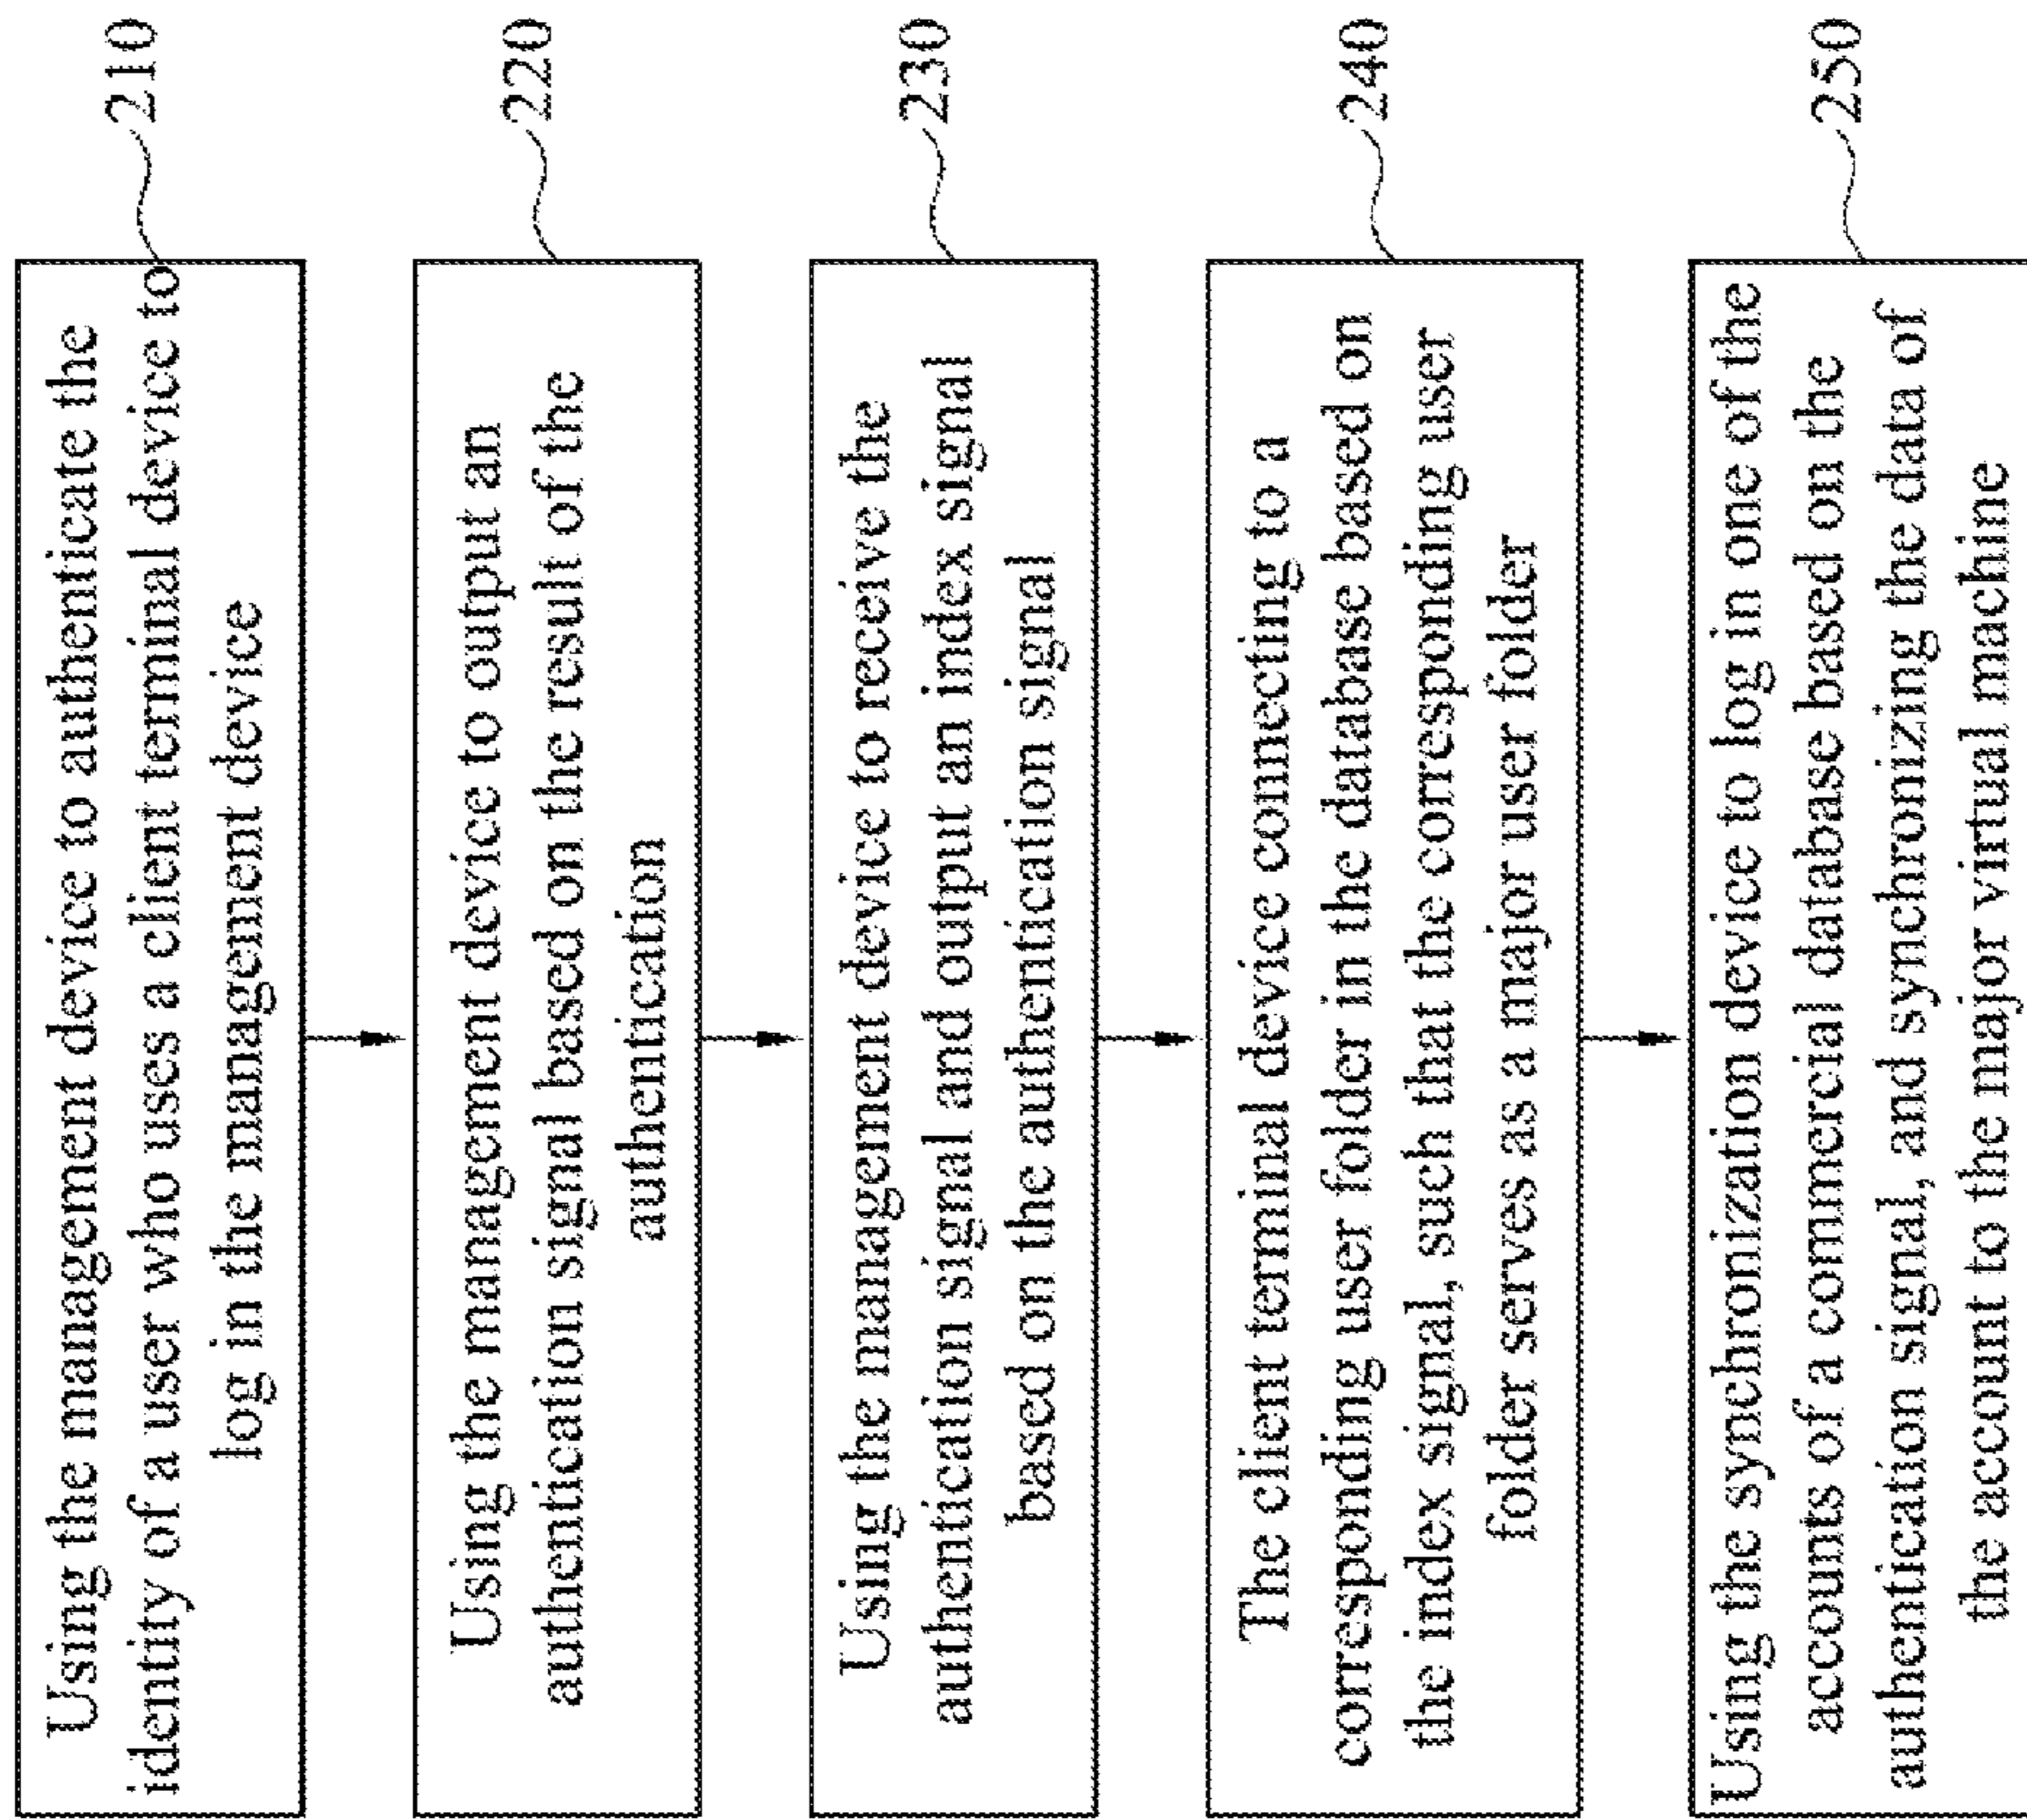 Using the management device to authenticate the
identity of a user who uses a client terminal device to
log in the management device
210
Using the management device to output an
authentication signal based on the result of the
authentication
220
Using the management device to receive the
authentication signal and output an index signal
based on the authentication signal
230
The client terminal device connecting to a
corresponding user folder in the database based on
the index signal, such that the corresponding user
folder serves as a major user folder
240
Using the synchronization device to log in one of the
accounts of a commercial database based on the
authentication signal, and synchronizing the data of
the account to the major virtual machine
250